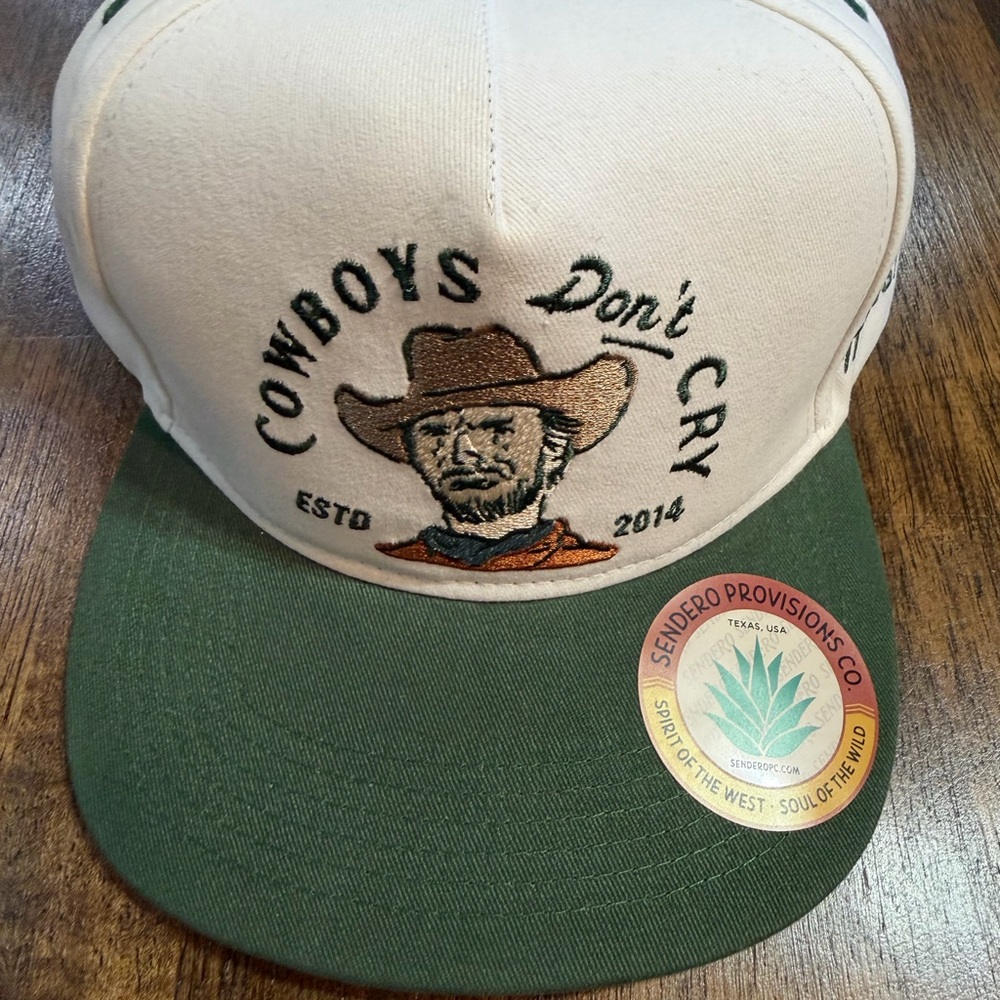 COWBOYS Don't CRY
ESTD 2014
SENDERO PROVISIONS CO.
TEXAS, USA
SENDEROPC.COM
SPIRIT OF THE WEST · SOUL OF THE WILD